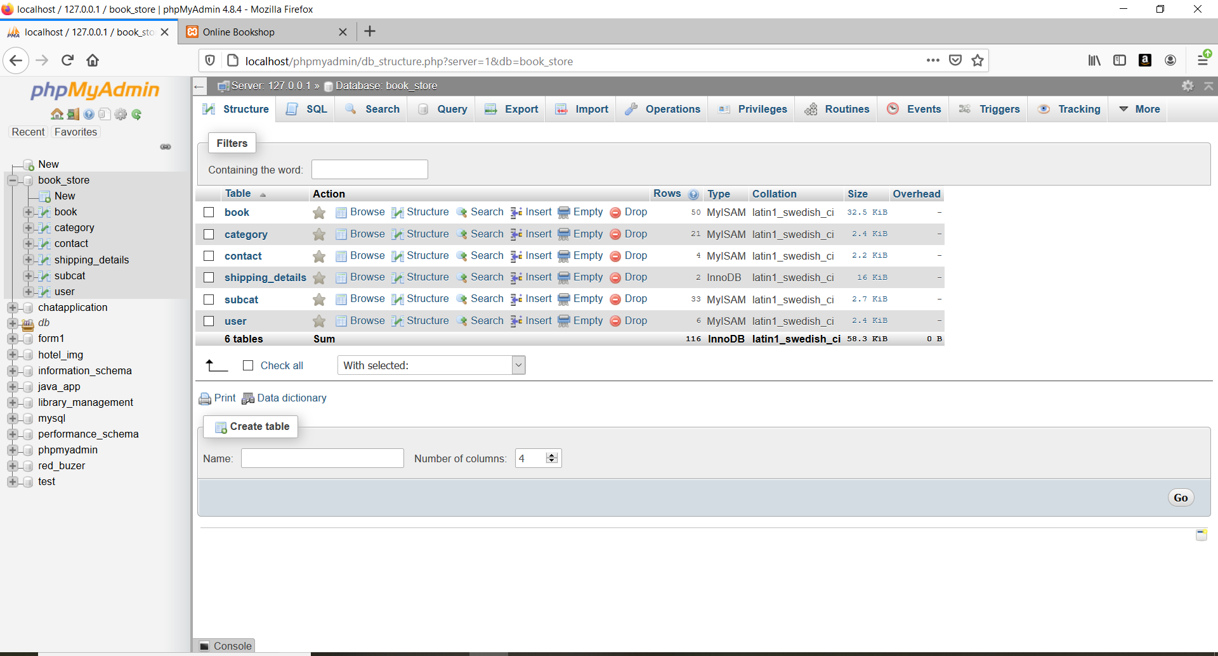 localhost / 127.0.0.1 / book_store | phpMyAdmin 4.8.4 - Mozilla Firefox
localhost / 127.0.0.1 / book_sto
Online Bookshop
localhost/phpmyadmin/db_structure.php?server=1&db=book_store
phpMyAdmin
Recent Favorites
New
book_store
New
book
category
contact
shipping_details
subcat
user
chatapplication
db
form1
hotel_img
information_schema
java_app
library_management
mysql
performance_schema
phpmyadmin
red_buzer
test
Server: 127.0.0.1 » Database: book_store
Structure SQL Search Query Export Import Operations Privileges Routines Events Triggers Tracking More
Filters
Containing the word:
Table Action Rows Type Collation Size Overhead
book Browse Structure Search Insert Empty Drop 50 MyISAM latin1_swedish_ci 32.5 KiB -
category Browse Structure Search Insert Empty Drop 21 MyISAM latin1_swedish_ci 2.4 KiB -
contact Browse Structure Search Insert Empty Drop 4 MyISAM latin1_swedish_ci 2.2 KiB -
shipping_details Browse Structure Search Insert Empty Drop 2 InnoDB latin1_swedish_ci 16 KiB -
subcat Browse Structure Search Insert Empty Drop 33 MyISAM latin1_swedish_ci 2.7 KiB -
user Browse Structure Search Insert Empty Drop 6 MyISAM latin1_swedish_ci 2.4 KiB -
6 tables Sum 116 InnoDB latin1_swedish_ci 58.3 KiB 0 B
Check all With selected:
Print Data dictionary
Create table
Name: Number of columns: 4
Go
Console